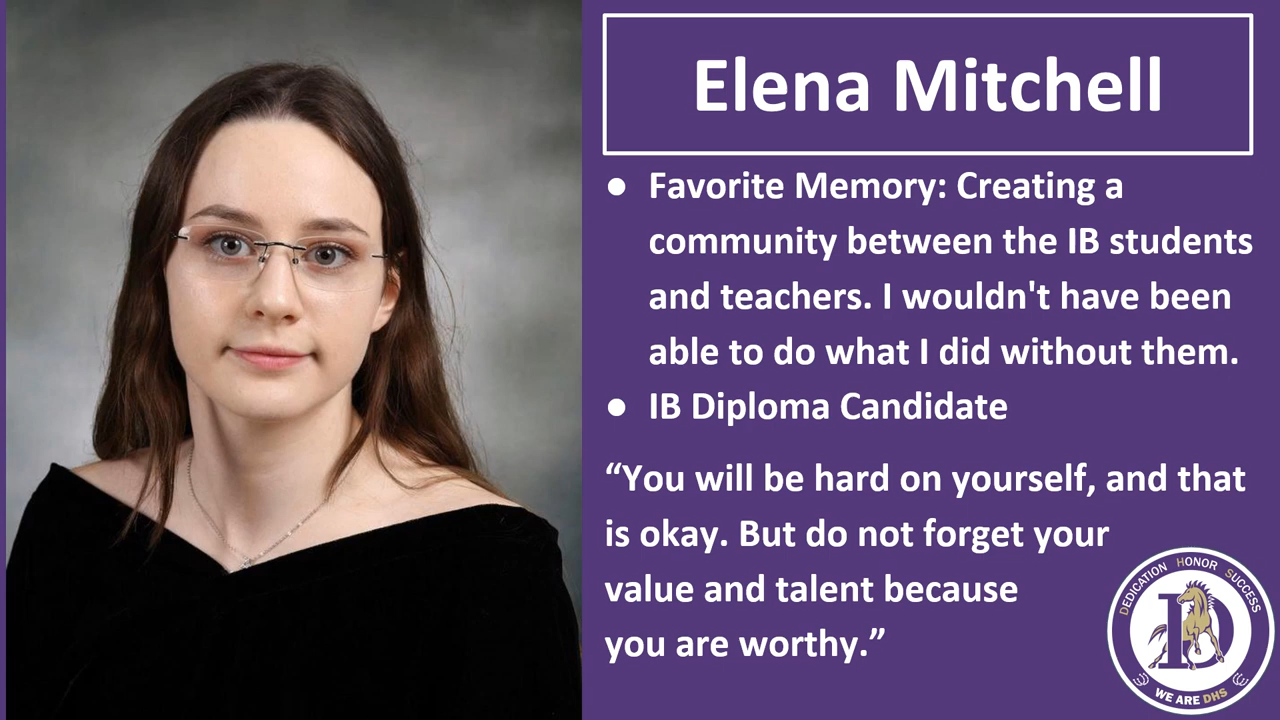 Elena Mitchell
● Favorite Memory: Creating a
community between the IB students
and teachers. I wouldn't have been
able to do what I did without them.
● IB Diploma Candidate
“You will be hard on yourself, and that
is okay. But do not forget your
value and talent because
you are worthy.”
DEDICATION HONOR SUCCESS
D
WE ARE DHS